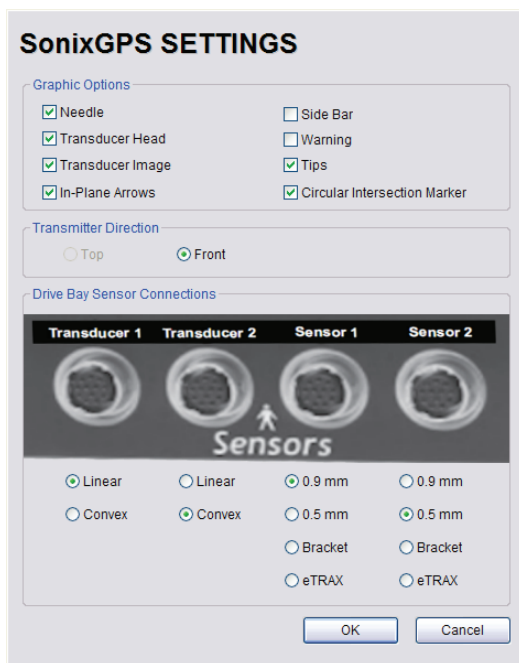 SonixGPS SETTINGS
Graphic Options
Needle
Side Bar
Transducer Head
Warning
Transducer Image
Tips
In-Plane Arrows
Circular Intersection Marker
Transmitter Direction
Top
Front
Drive Bay Sensor Connections
Transducer 1 Transducer 2 Sensor 1 Sensor 2
Sensors
Linear Linear 0.9 mm 0.9 mm
Convex Convex 0.5 mm 0.5 mm
Bracket Bracket
eTRAX eTRAX
OK Cancel